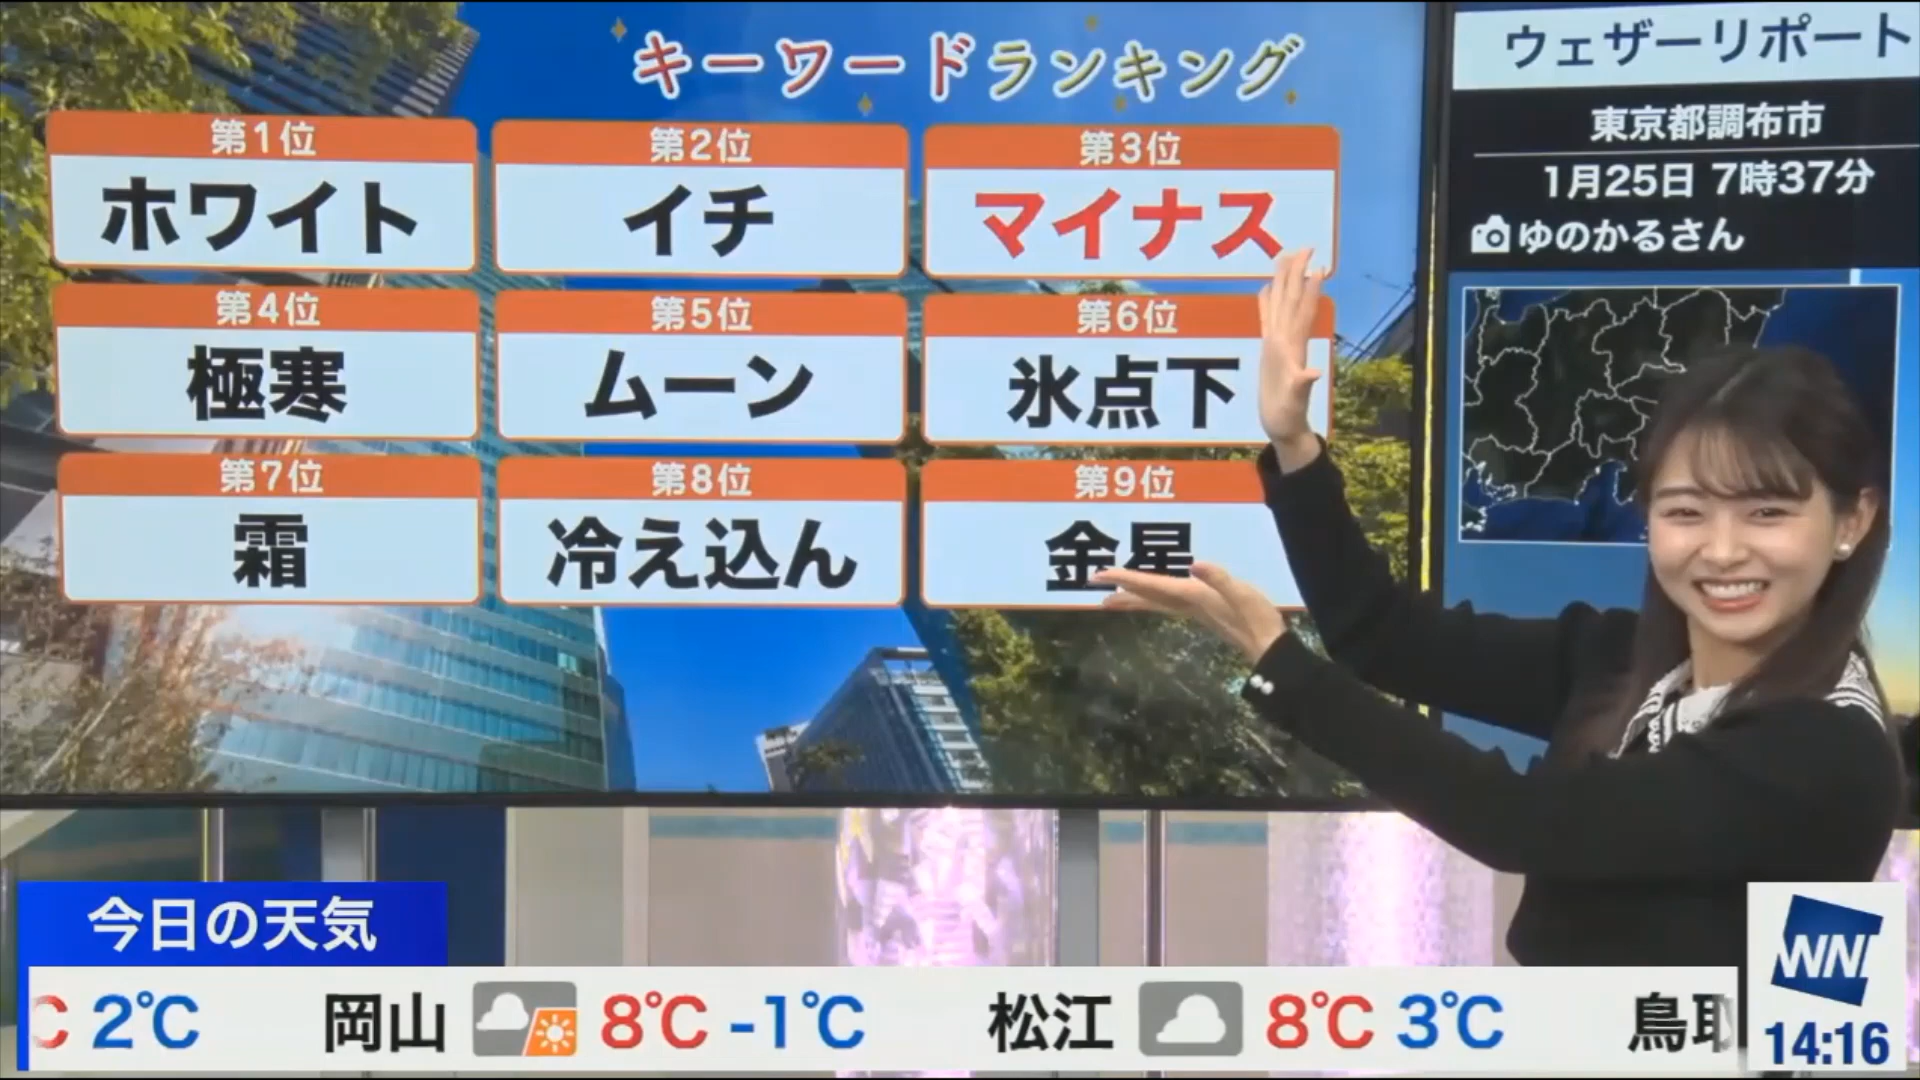 キーワードランキング
第1位
ホワイト
第2位
イチ
第3位
マイナス
第4位
極寒
第5位
ムーン
第6位
氷点下
第7位
霜
第8位
冷え込ん
第9位
金星
ウェザーリポート
東京都調布市
1月25日 7時37分
ゆのかるさん
今日の天気
℃ 2℃ 岡山 8℃ -1℃ 松江 8℃ 3℃ 鳥取
WNI
14:16